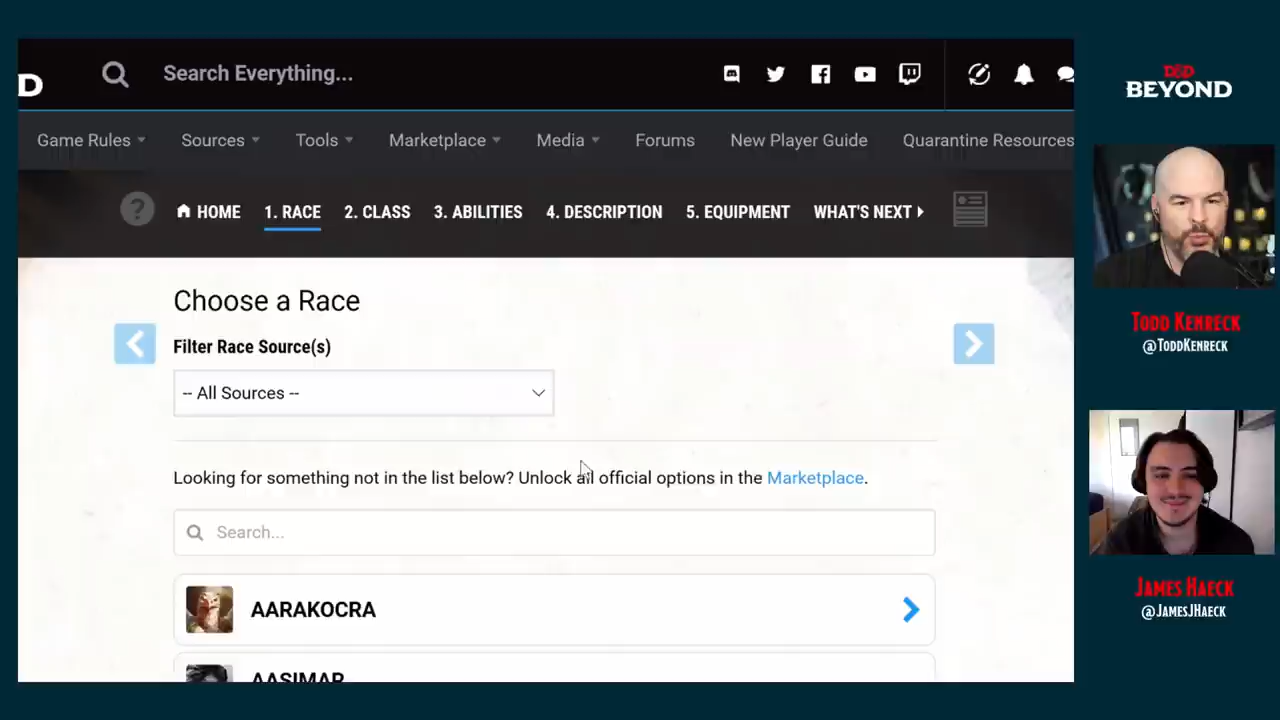 D
Search Everything...
Game Rules Sources Tools Marketplace Media Forums New Player Guide Quarantine Resources
HOME 1. RACE 2. CLASS 3. ABILITIES 4. DESCRIPTION 5. EQUIPMENT WHAT'S NEXT
Choose a Race
Filter Race Source(s)
-- All Sources --
Looking for something not in the list below? Unlock all official options in the Marketplace.
Search...
AARAKOCRA
AASIMAR
D&D
BEYOND
TODD KENRECK
@TODDKENRECK
JAMES HAECK
@JAMESJHAECK